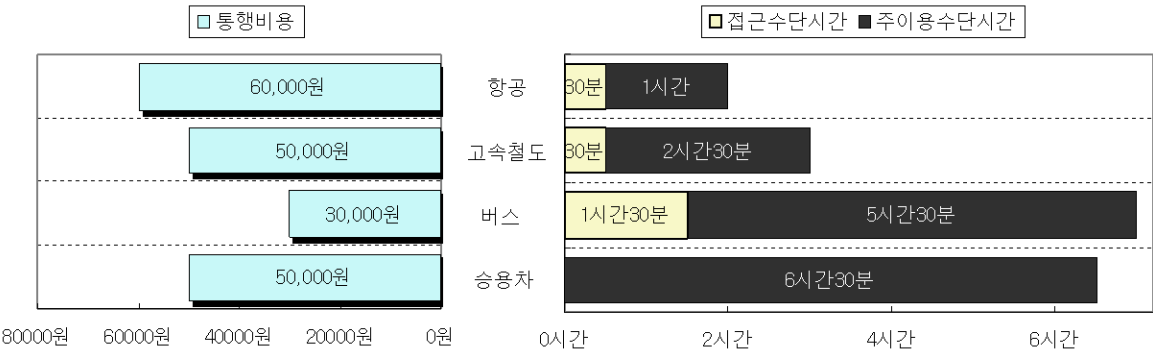 통행비용
접근수단시간 주이용수단시간
60,000원 항공 30분 1시간
50,000원 고속철도 30분 2시간30분
30,000원 버스 1시간30분 5시간30분
50,000원 승용차 6시간30분
80000원 60000원 40000원 20000원 0원 0시간 2시간 4시간 6시간